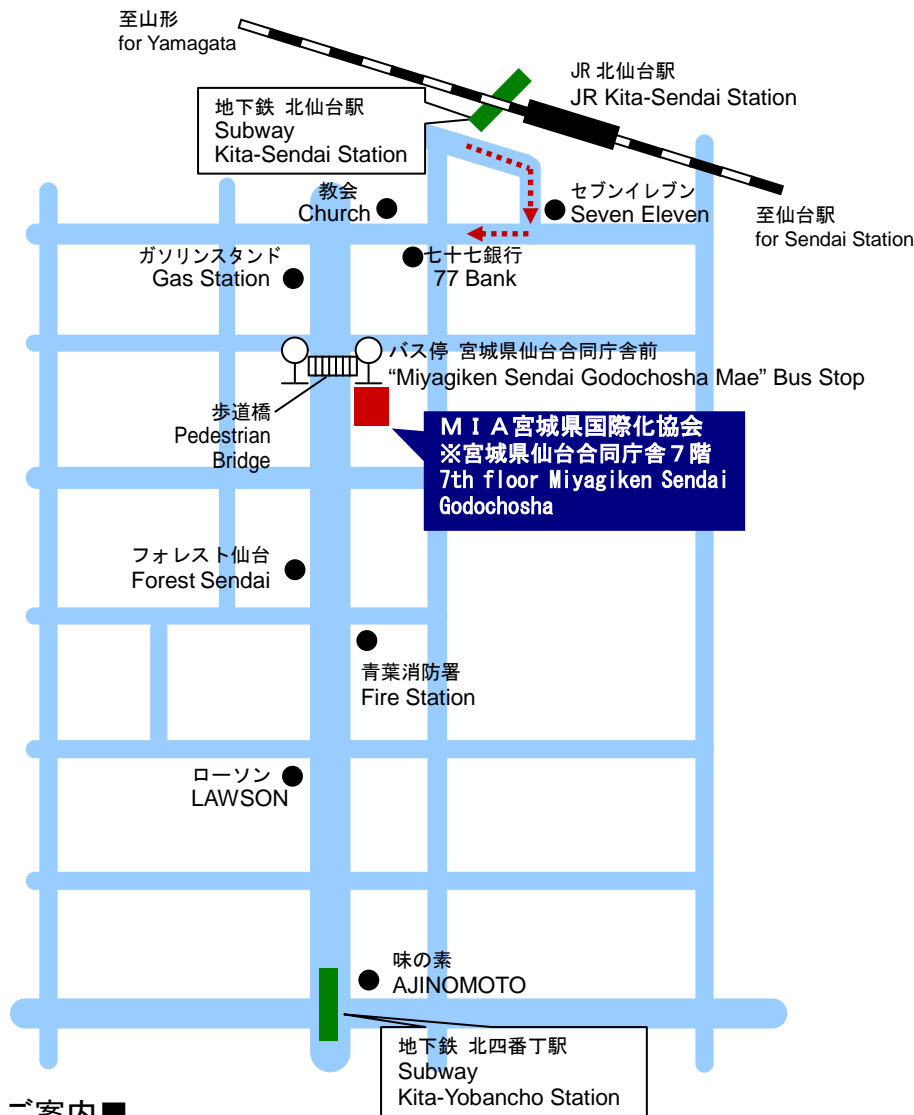 至山形
for Yamagata
JR 北仙台駅
JR Kita-Sendai Station
地下鉄 北仙台駅
Subway
Kita-Sendai Station
教会
Church
セブンイレブン
Seven Eleven
至仙台駅
for Sendai Station
ガソリンスタンド
Gas Station
七十七銀行
77 Bank
バス停 宮城県仙台合同庁舎前
“Miyagiken Sendai Godochosha Mae” Bus Stop
歩道橋
Pedestrian
Bridge
ＭＩＡ宮城県国際化協会
※宮城県仙台合同庁舎７階
7th floor Miyagiken Sendai
Godochosha
フォレスト仙台
Forest Sendai
青葉消防署
Fire Station
ローソン
LAWSON
味の素
AJINOMOTO
地下鉄 北四番丁駅
Subway
Kita-Yobancho Station
ご案内■